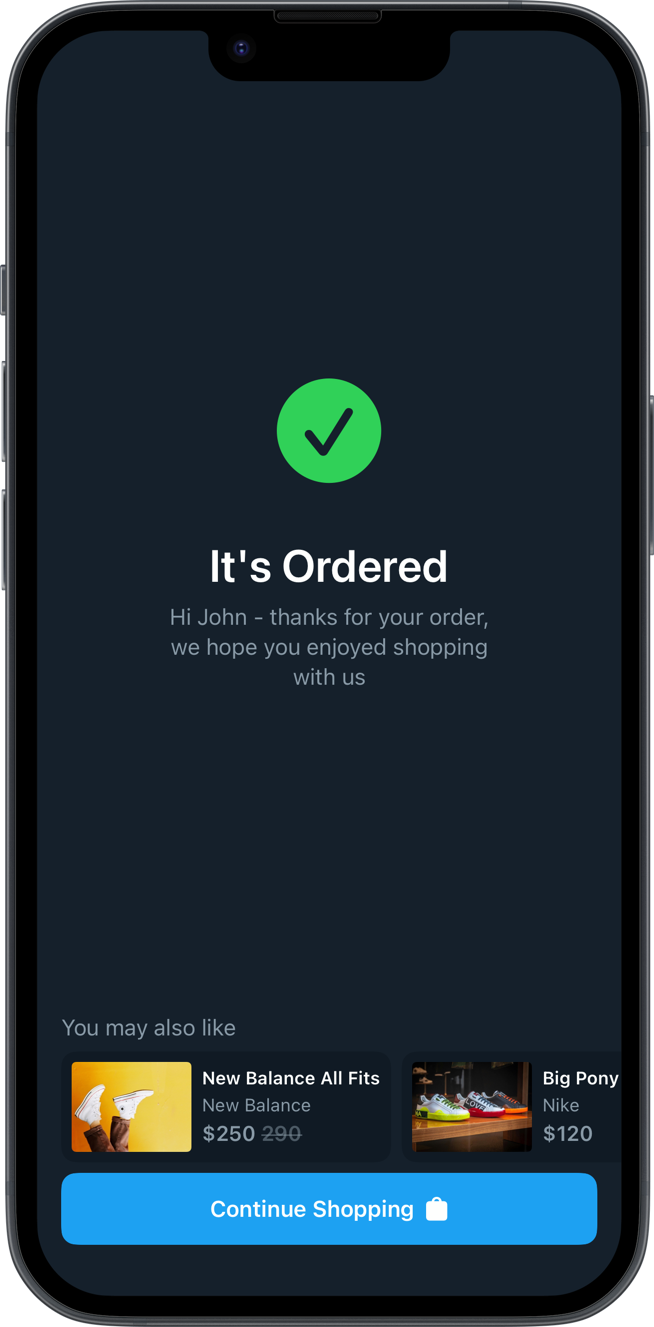 It's Ordered
Hi John - thanks for your order,
we hope you enjoyed shopping
with us
You may also like
New Balance All Fits
New Balance
$250 290
Big Pony
Nike
$120
Continue Shopping